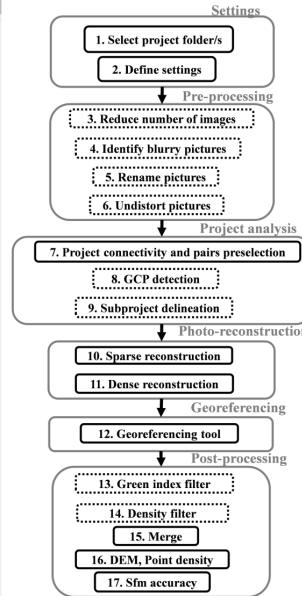 Settings
1. Select project folder/s
2. Define settings
Pre-processing
3. Reduce number of images
4. Identify blurry pictures
5. Rename pictures
6. Undistort pictures
Project analysis
7. Project connectivity and pairs preselection
8. GCP detection
9. Subproject delineation
Photo-reconstruction
10. Sparse reconstruction
11. Dense reconstruction
Georeferencing
12. Georeferencing tool
Post-processing
13. Green index filter
14. Density filter
15. Merge
16. DEM, Point density
17. Sfm accuracy